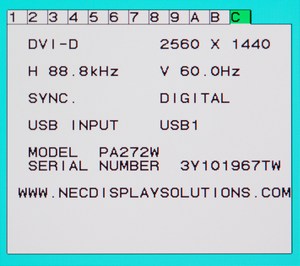 1 2 3 4 5 6 7 8 9 A B C
DVI-D 2560 X 1440
H 88.8kHz V 60.0Hz
SYNC. DIGITAL
USB INPUT USB1
MODEL PA272W
SERIAL NUMBER 3Y101967TW
WWW.NECDISPLAYSOLUTIONS.COM